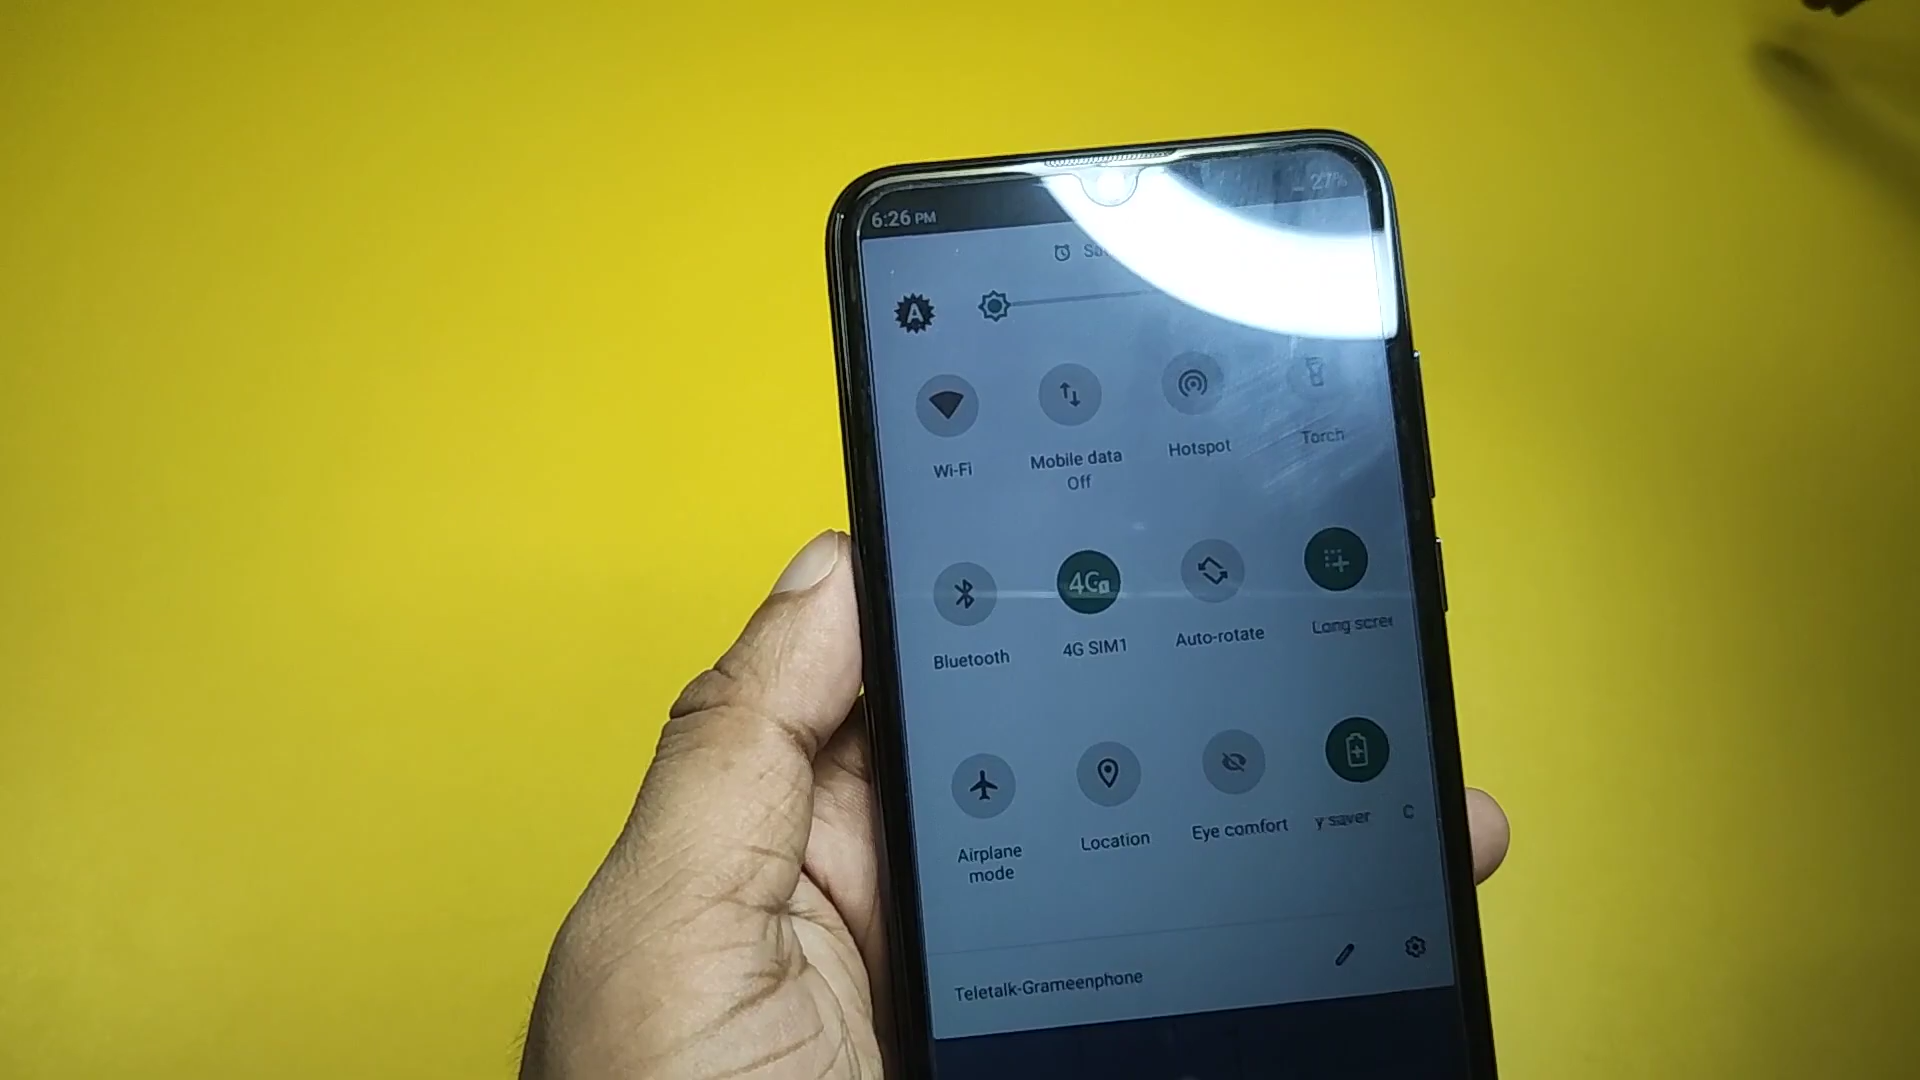 6:26 PM
27%
A
Wi-Fi
Mobile data
Off
Hotspot
Torch
4G
Bluetooth
4G SIM1
Auto-rotate
Long scree
Airplane
mode
Location
Eye comfort
y saver
C
Teletalk-Grameenphone